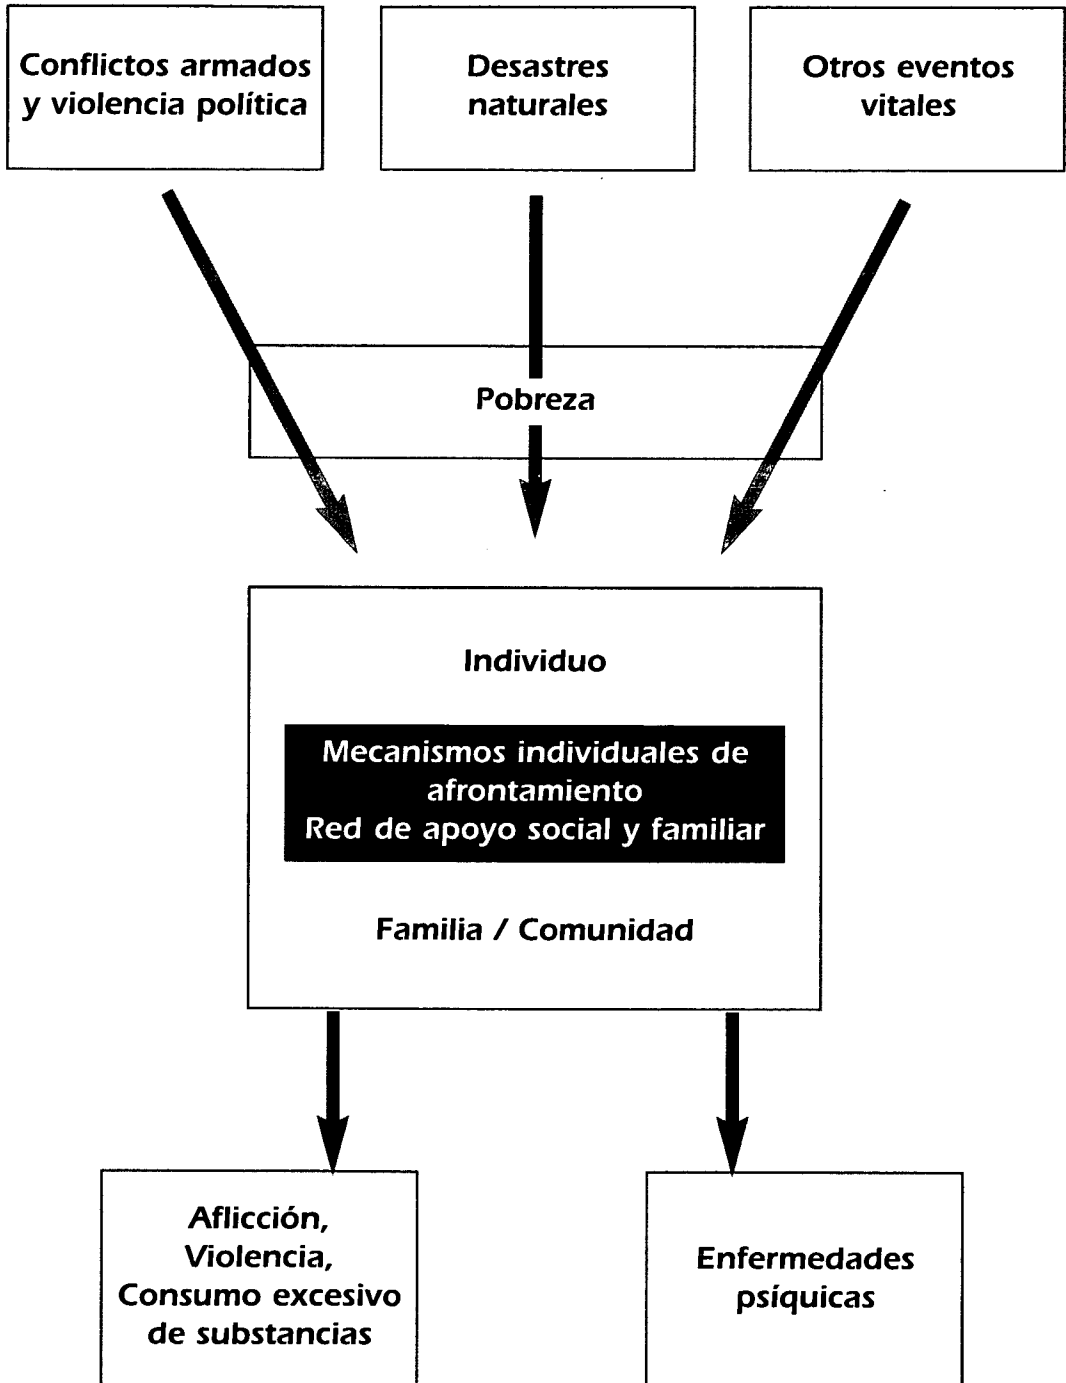 Conflictos armados
y violencia política
Desastres
naturales
Otros eventos
vitales
Pobreza
Individuo
Mecanismos individuales de
afrontamiento
Red de apoyo social y familiar
Familia / Comunidad
Aflicción,
Violencia,
Consumo excesivo
de substancias
Enfermedades
psíquicas